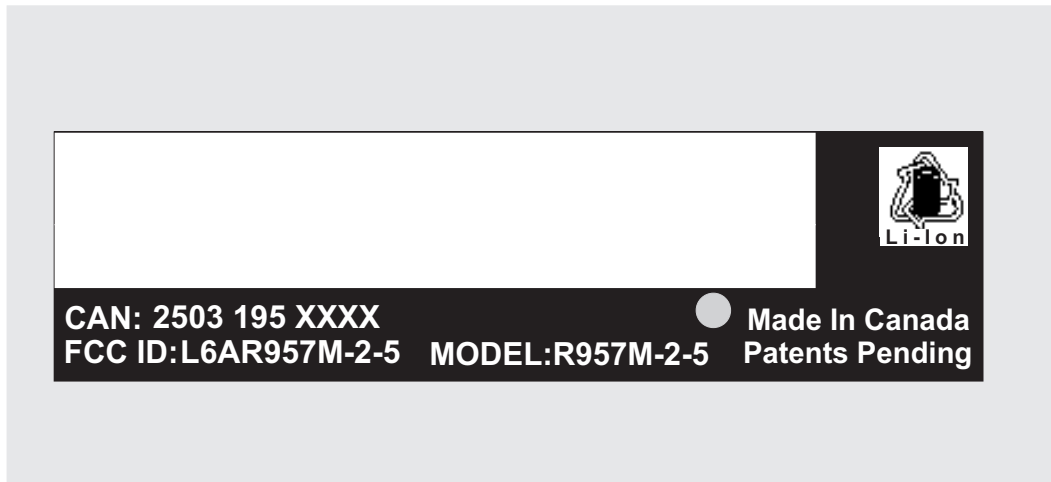 Li-Ion
CAN: 2503 195 XXXX
FCC ID:L6AR957M-2-5 MODEL:R957M-2-5
Made In Canada
Patents Pending